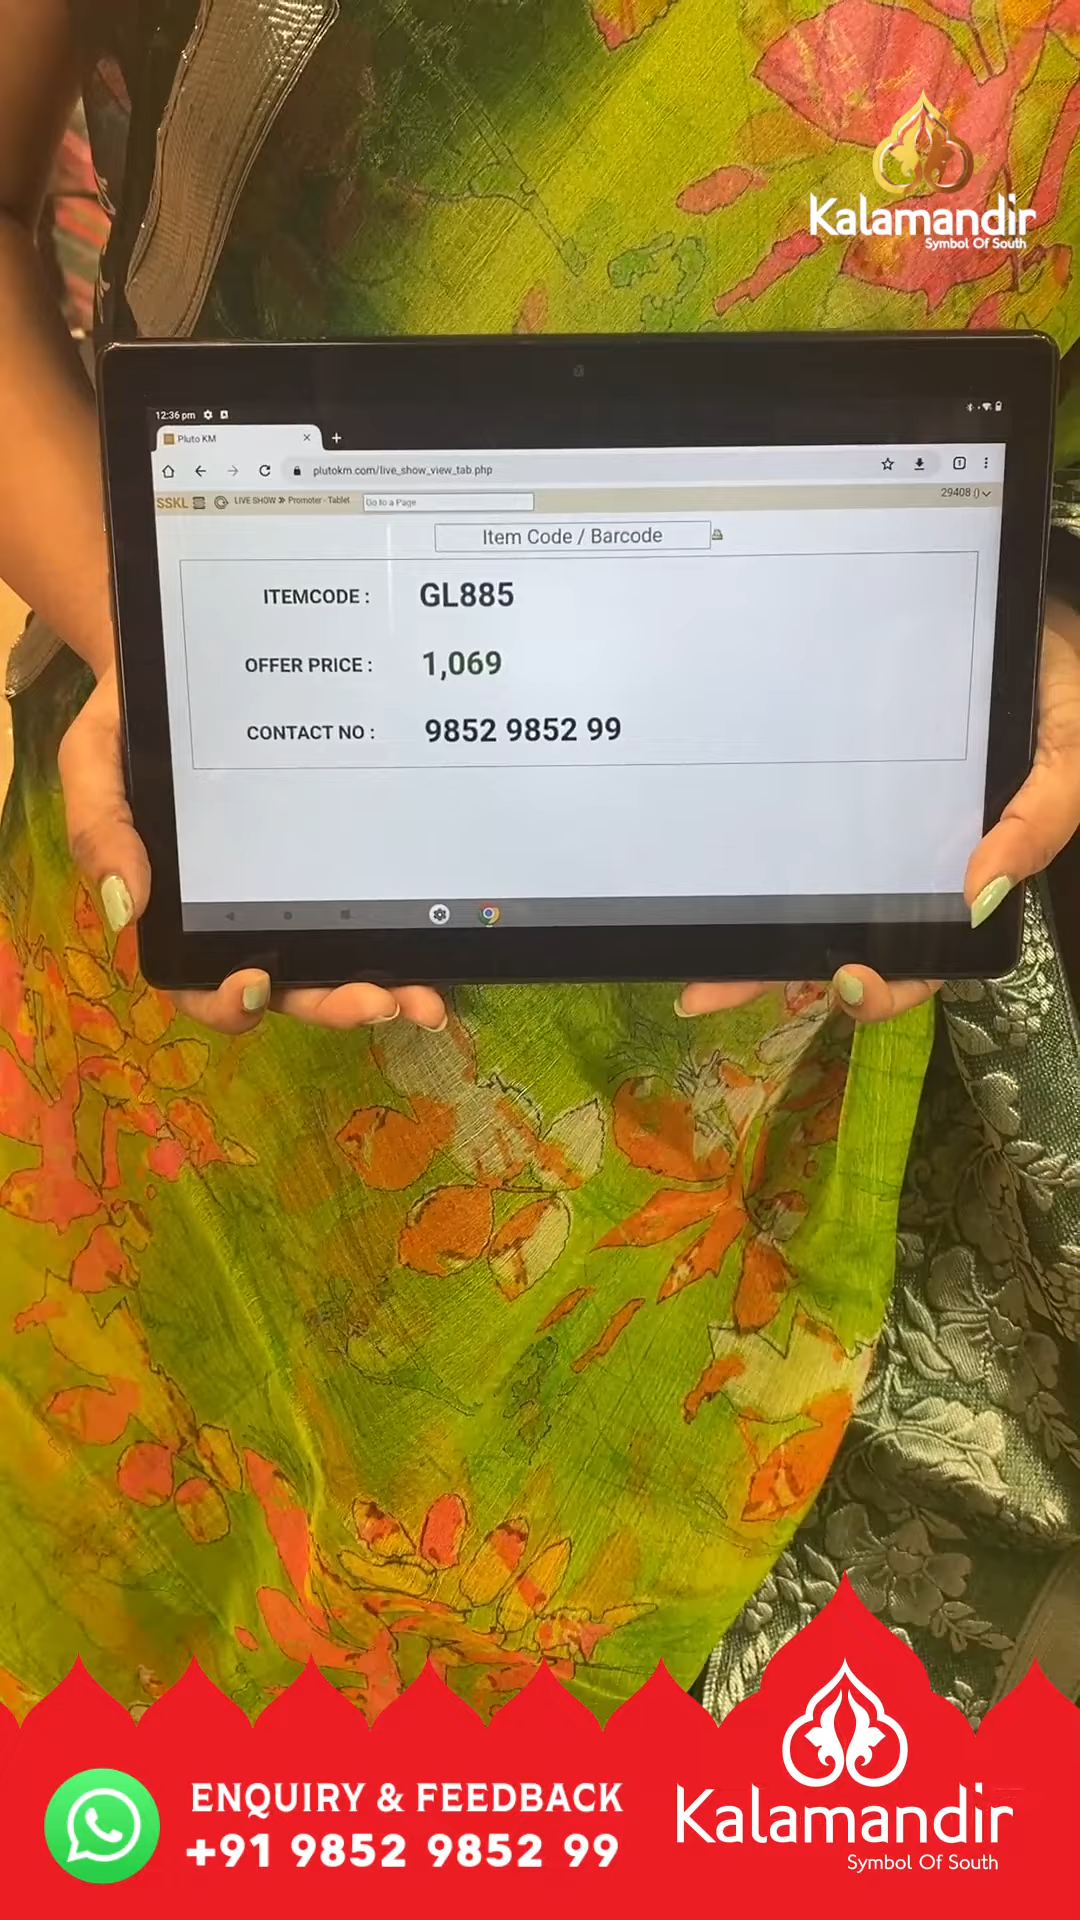 Kalamandir
Symbol Of South
12:36 pm
Pluto KM
plutokm.com/live_show_view_tab.php
SSKL LIVE SHOW Promoter - Tablet Go to a Page 29408 ()
Item Code / Barcode
ITEMCODE : GL885
OFFER PRICE : 1,069
CONTACT NO : 9852 9852 99
ENQUIRY & FEEDBACK
+91 9852 9852 99
Kalamandir
Symbol Of South